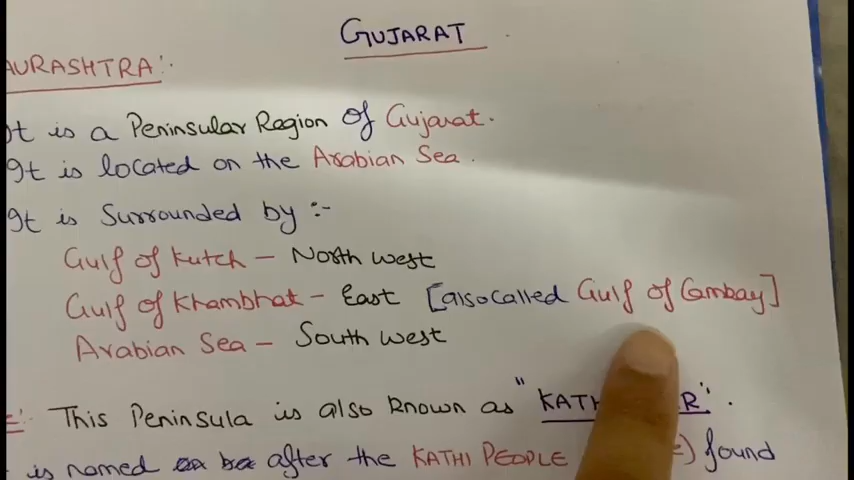 GUJARAT
AURASHTRA:
It is a Peninsular Region of Gujarat.
It is located on the Arabian Sea.
It is Surrounded by :-
Gulf of Kutch - North west
Gulf of Khambhat - East [also called Gulf of Cambay]
Arabian Sea - South west
This Peninsula is also known as "KATH R".
is named after the KATHI PEOPLE found